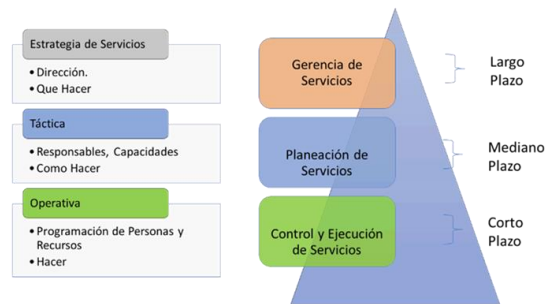 Estrategia de Servicios
• Dirección.
• Que Hacer
Táctica
• Responsables, Capacidades
• Como Hacer
Operativa
• Programación de Personas y
Recursos
• Hacer
Gerencia de
Servicios
Planeación de
Servicios
Control y Ejecución
de Servicios
Largo
Plazo
Mediano
Plazo
Corto
Plazo